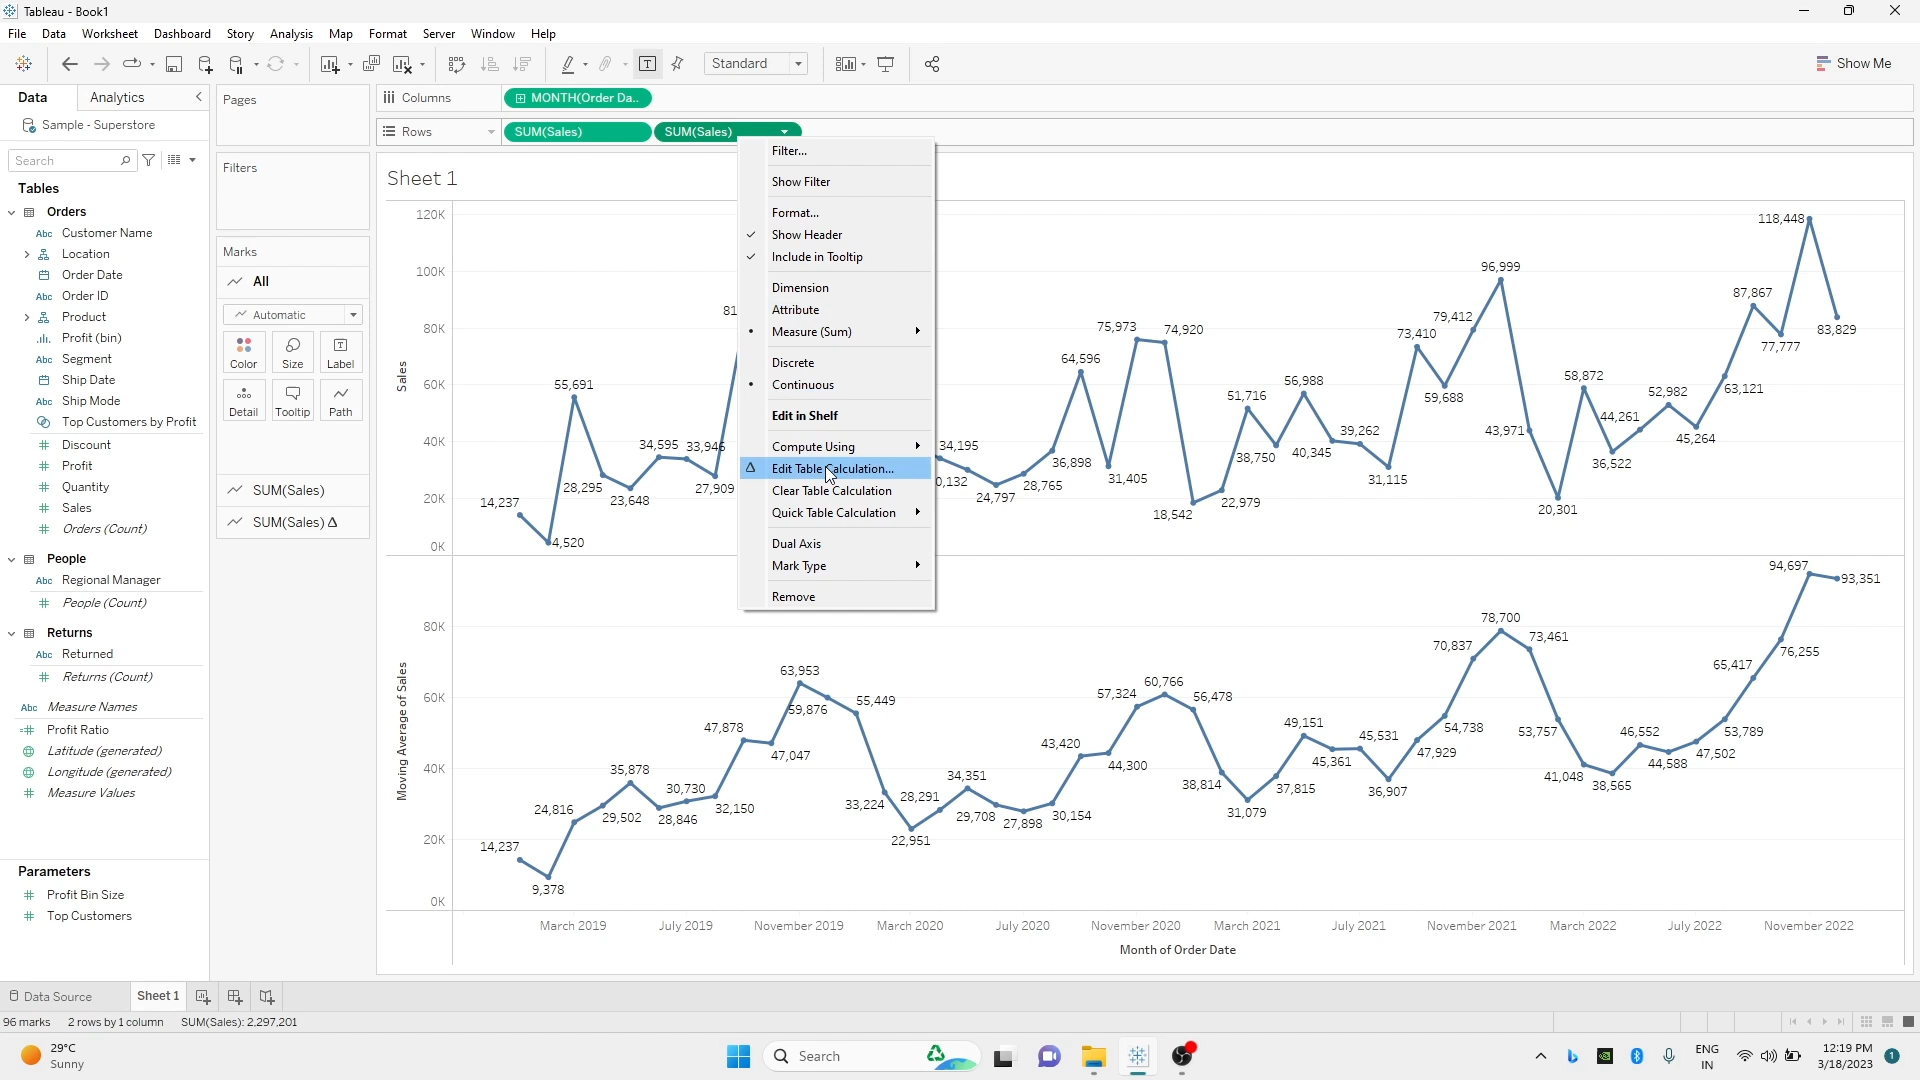 Tableau - Book1
File Data Worksheet Dashboard Story Analysis Map Format Server Window Help
Standard
Show Me
Data Analytics
Sample - Superstore
Search
Tables
Orders
Abc Customer Name
Location
Order Date
Abc Order ID
Product
Profit (bin)
Abc Segment
Ship Date
Abc Ship Mode
Top Customers by Profit
Discount
Profit
Quantity
Sales
Orders (Count)
People
Abc Regional Manager
People (Count)
Returns
Abc Returned
Returns (Count)
Abc Measure Names
Profit Ratio
Latitude (generated)
Longitude (generated)
Measure Values
Parameters
Profit Bin Size
Top Customers
Pages
Filters
Marks
All
Automatic
Color Size Label
Detail Tooltip Path
SUM(Sales)
SUM(Sales) Δ
Columns MONTH(Order Da..
Rows SUM(Sales) SUM(Sales)
Sheet 1
Filter...
Show Filter
Format...
Show Header
Include in Tooltip
Dimension
Attribute
Measure (Sum)
Discrete
Continuous
Edit in Shelf
Compute Using
Edit Table Calculation...
Clear Table Calculation
Quick Table Calculation
Dual Axis
Mark Type
Remove
Sales
120K
100K
80K
60K
40K
20K
0K
14,237
4,520
55,691
28,295
23,648
34,595
33,946
27,909
81
34,195
0,132
24,797
28,765
36,898
64,596
31,405
75,973
74,920
18,542
22,979
51,716
38,750
56,988
40,345
39,262
31,115
73,410
59,688
79,412
96,999
43,971
20,301
58,872
36,522
44,261
52,982
45,264
63,121
87,867
77,777
118,448
83,829
Moving Average of Sales
80K
60K
40K
20K
0K
14,237
9,378
24,816
29,502
35,878
28,846
30,730
32,150
47,878
47,047
63,953
59,876
55,449
33,224
22,951
28,291
34,351
29,708
27,898
30,154
43,420
44,300
57,324
60,766
56,478
38,814
31,079
37,815
49,151
45,361
45,531
36,907
47,929
54,738
70,837
78,700
73,461
53,757
41,048
38,565
46,552
44,588
47,502
53,789
65,417
76,255
94,697
93,351
March 2019 July 2019 November 2019 March 2020 July 2020 November 2020 March 2021 July 2021 November 2021 March 2022 July 2022 November 2022
Month of Order Date
Data Source Sheet 1
96 marks 2 rows by 1 column SUM(Sales): 2,297,201
29°C
Sunny
Search
ENG
IN
12:19 PM
3/18/2023
1